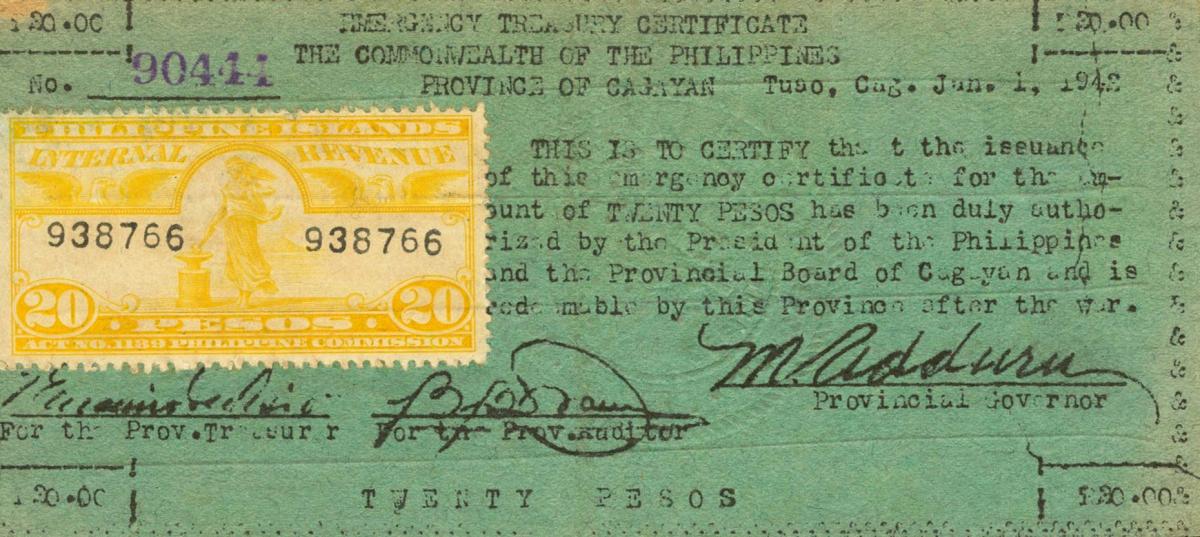 ₱20.00 EMERGENCY TREASURY CERTIFICATE ₱20.00
THE COMMONWEALTH OF THE PHILIPPINES
No. 90444 PROVINCE OF CAGAYAN Tuao, Cag. Jan. 1, 1942
PHILIPPINE ISLANDS
INTERNAL REVENUE
938766 938766
20 PESOS 20
ACT NO. 1189 PHILIPPINE COMMISSION
THIS IS TO CERTIFY that the issuance
of this emergency certificate for the am-
ount of TWENTY PESOS has been duly autho-
rized by the President of the Philippines
and the Provincial Board of Cagayan and is
redeemable by this Province after the war.
M. Adduru
Provincial Governor
For the Prov.Treasurer For the Prov.Auditor
₱20.00 TWENTY PESOS ₱20.00